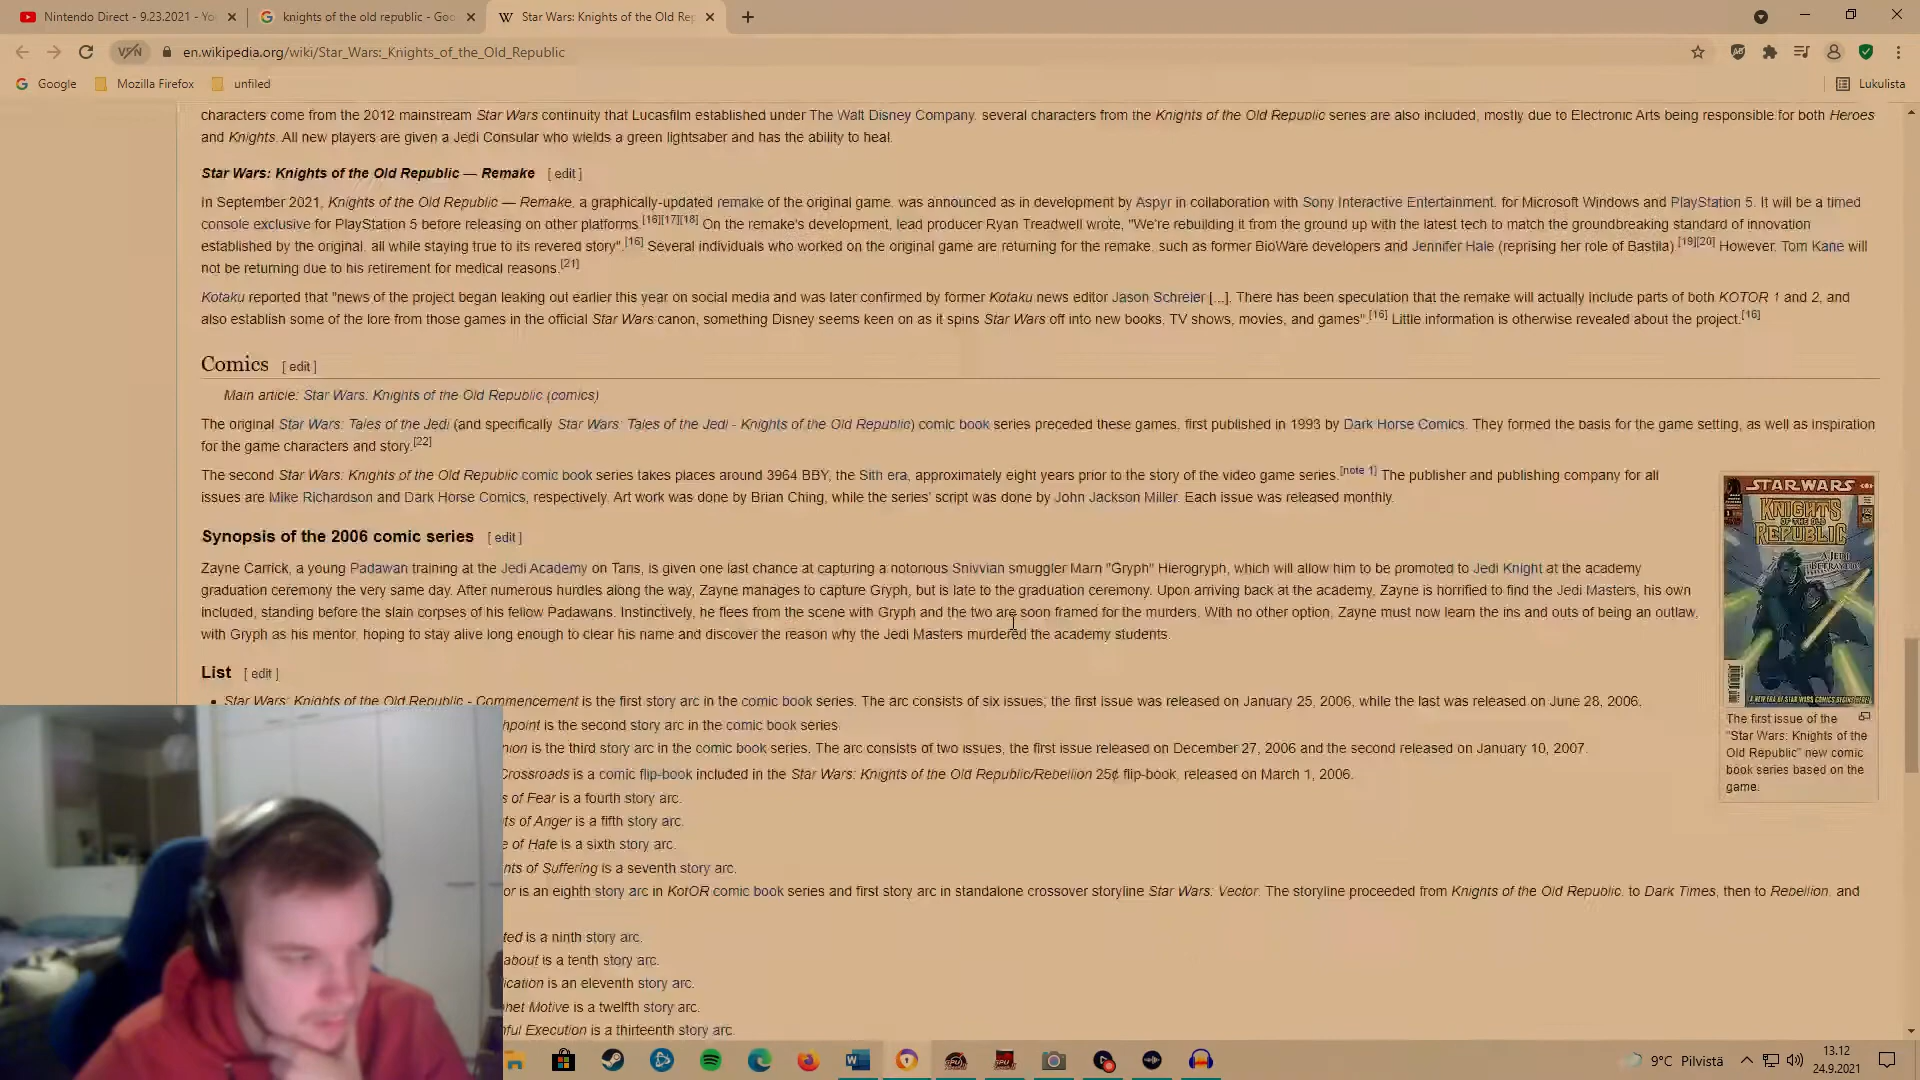 Nintendo Direct - 9.23.2021 - Yo
knights of the old republic - Goo
Star Wars: Knights of the Old Rep
VPN
en.wikipedia.org/wiki/Star_Wars:_Knights_of_the_Old_Republic
Google
Mozilla Firefox
unfiled
Lukulista
characters come from the 2012 mainstream Star Wars continuity that Lucasfilm established under The Walt Disney Company, several characters from the Knights of the Old Republic series are also included, mostly due to Electronic Arts being responsible for both Heroes
and Knights. All new players are given a Jedi Consular who wields a green lightsaber and has the ability to heal.
Star Wars: Knights of the Old Republic — Remake [ edit ]
In September 2021, Knights of the Old Republic — Remake, a graphically-updated remake of the original game, was announced as in development by Aspyr in collaboration with Sony Interactive Entertainment, for Microsoft Windows and PlayStation 5. It will be a timed
console exclusive for PlayStation 5 before releasing on other platforms.[16][17][18] On the remake's development, lead producer Ryan Treadwell wrote, "We're rebuilding it from the ground up with the latest tech to match the groundbreaking standard of innovation
established by the original, all while staying true to its revered story".[16] Several individuals who worked on the original game are returning for the remake, such as former BioWare developers and Jennifer Hale (reprising her role of Bastila).[19][20] However, Tom Kane will
not be returning due to his retirement for medical reasons.[21]
Kotaku reported that "news of the project began leaking out earlier this year on social media and was later confirmed by former Kotaku news editor Jason Schreier [...]. There has been speculation that the remake will actually include parts of both KOTOR 1 and 2, and
also establish some of the lore from those games in the official Star Wars canon, something Disney seems keen on as it spins Star Wars off into new books, TV shows, movies, and games".[16] Little information is otherwise revealed about the project.[16]
Comics [ edit ]
Main article: Star Wars: Knights of the Old Republic (comics)
The original Star Wars: Tales of the Jedi (and specifically Star Wars: Tales of the Jedi - Knights of the Old Republic) comic book series preceded these games, first published in 1993 by Dark Horse Comics. They formed the basis for the game setting, as well as inspiration
for the game characters and story.[22]
The second Star Wars: Knights of the Old Republic comic book series takes places around 3964 BBY, the Sith era, approximately eight years prior to the story of the video game series.[note 1] The publisher and publishing company for all
issues are Mike Richardson and Dark Horse Comics, respectively. Art work was done by Brian Ching, while the series' script was done by John Jackson Miller. Each issue was released monthly.
Synopsis of the 2006 comic series [ edit ]
Zayne Carrick, a young Padawan training at the Jedi Academy on Taris, is given one last chance at capturing a notorious Snivvian smuggler Marn "Gryph" Hierogryph, which will allow him to be promoted to Jedi Knight at the academy
graduation ceremony the very same day. After numerous hurdles along the way, Zayne manages to capture Gryph, but is late to the graduation ceremony. Upon arriving back at the academy, Zayne is horrified to find the Jedi Masters, his own
included, standing before the slain corpses of his fellow Padawans. Instinctively, he flees from the scene with Gryph and the two are soon framed for the murders. With no other option, Zayne must now learn the ins and outs of being an outlaw,
with Gryph as his mentor, hoping to stay alive long enough to clear his name and discover the reason why the Jedi Masters murdered the academy students.
List [ edit ]
Star Wars: Knights of the Old Republic - Commencement is the first story arc in the comic book series. The arc consists of six issues; the first issue was released on January 25, 2006, while the last was released on June 28, 2006.
hpoint is the second story arc in the comic book series.
nion is the third story arc in the comic book series. The arc consists of two issues, the first issue released on December 27, 2006 and the second released on January 10, 2007.
Crossroads is a comic flip-book included in the Star Wars: Knights of the Old Republic/Rebellion 25¢ flip-book, released on March 1, 2006.
s of Fear is a fourth story arc.
hts of Anger is a fifth story arc.
e of Hate is a sixth story arc.
nts of Suffering is a seventh story arc.
or is an eighth story arc in KotOR comic book series and first story arc in standalone crossover storyline Star Wars: Vector. The storyline proceeded from Knights of the Old Republic, to Dark Times, then to Rebellion, and
ted is a ninth story arc.
about is a tenth story arc.
ication is an eleventh story arc.
het Motive is a twelfth story arc.
nful Execution is a thirteenth story arc.
STAR WARS
KNIGHTS
OF THE OLD
REPUBLIC
A JEDI
BETRAYED!
A NEW ERA OF STAR WARS COMICS BEGINS HERE!
The first issue of the
"Star Wars: Knights of the
Old Republic" new comic
book series based on the
game.
9°C Pilvistä
13.12
24.9.2021